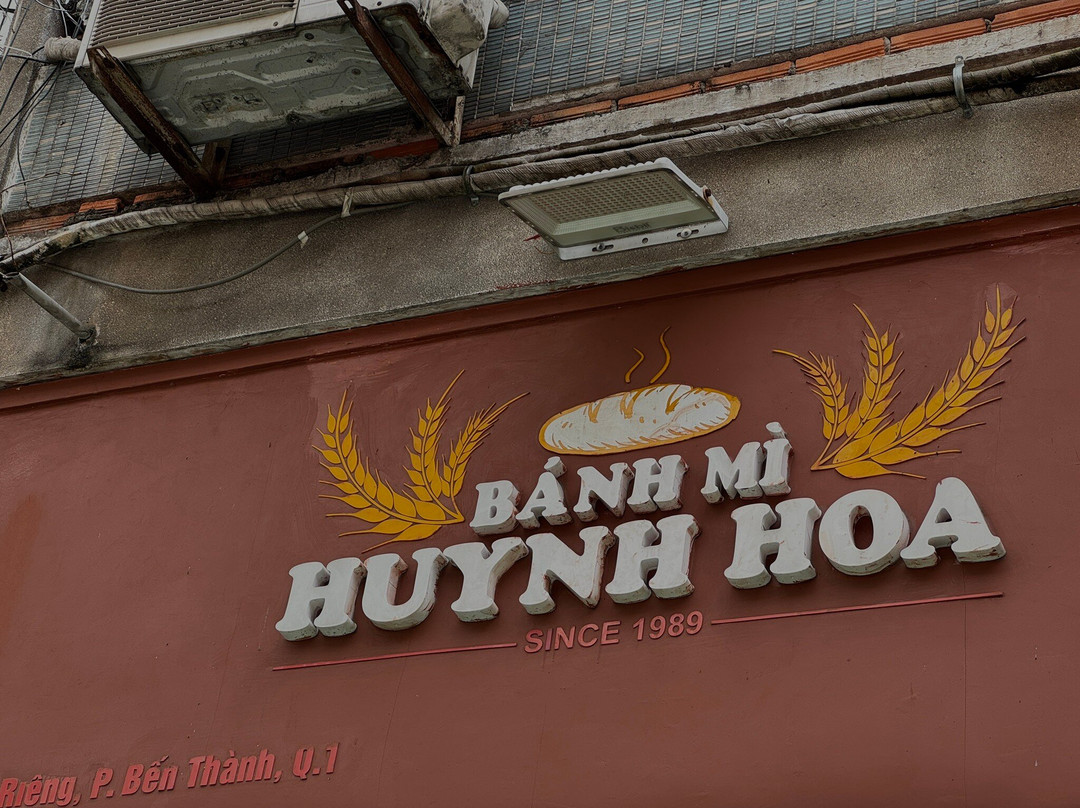 BÁNH MÌ
HUYNH HOA
SINCE 1989
Riêng, P. Bến Thành, Q.1